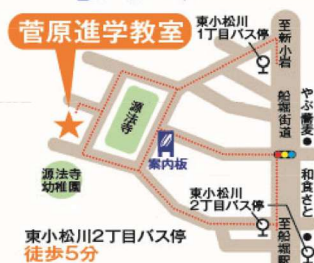 菅原進学教室
東小松川
1丁目バス停
至新小岩
船堀街道
やぶ蕎麦
源法寺
案内板
源法寺
幼稚園
和食さと
東小松川
2丁目バス停
至船堀駅
東小松川2丁目バス停
徒歩5分